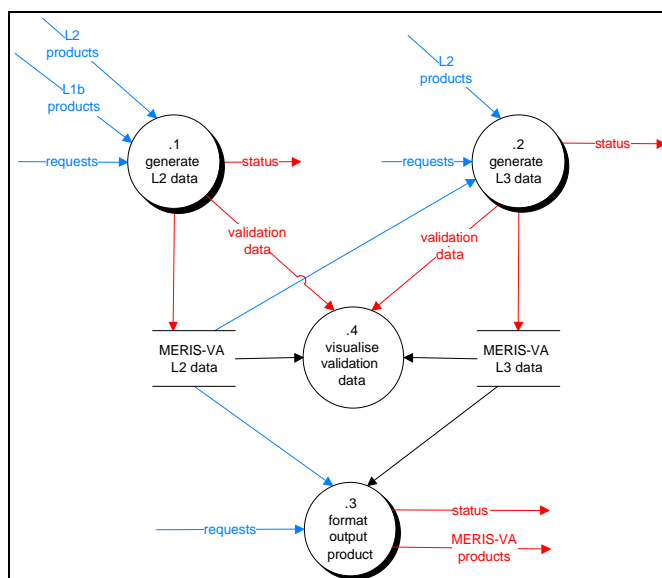 L2
products
L1b
products
requests
.1
generate
L2 data
status
L2
products
requests
.2
generate
L3 data
status
validation
data
validation
data
MERIS-VA
L2 data
.4
visualise
validation
data
MERIS-VA
L3 data
requests
.3
format
output
product
status
MERIS-VA
products